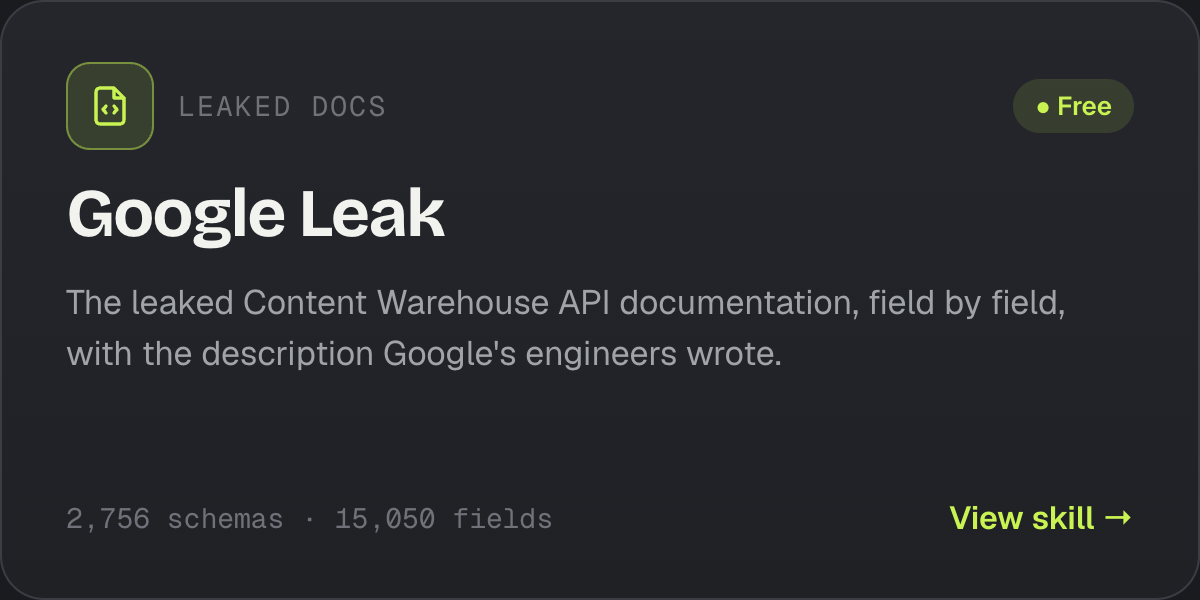 LEAKED DOCS
● Free
Google Leak
The leaked Content Warehouse API documentation, field by field,
with the description Google's engineers wrote.
2,756 schemas · 15,050 fields
View skill →